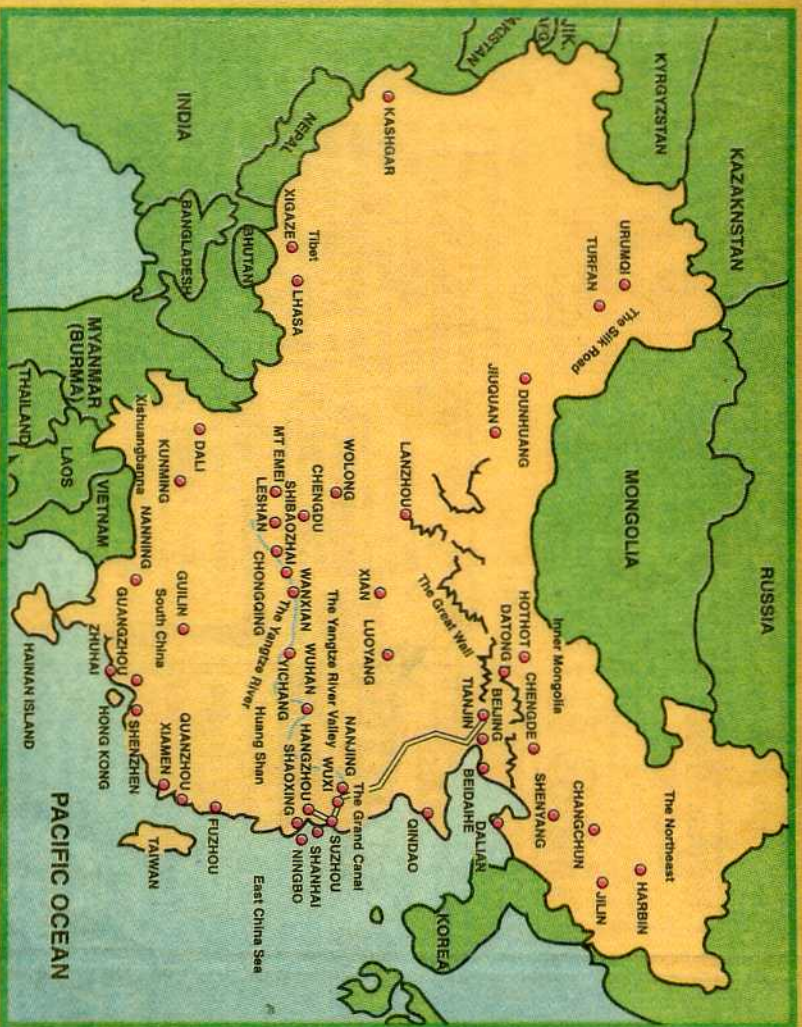 RUSSIA
KAZAKNSTAN
KYRGYZSTAN
JIK.
AFG
AKISTAN
MONGOLIA
The Northeast
HARBIN
JILIN
CHANGCHUN
SHENYANG
URUMQI
TURFAN
The Silk Road
DUNHUANG
JIUQUAN
Inner Mongolia
HOTHOT
CHENGDE
DATONG
BEIJING
TIANJIN
BEIDAIHE
DALIAN
KOREA
KASHGAR
LANZHOU
The Great Wall
QINDAO
XIAN
LUOYANG
The Grand Canal
WOLONG
CHENGDU
The Yangtze River Valley
NANJING
WUXI
SUZHOU
SHANHAI
Tibet
XIGAZE
LHASA
MT EMEI
SHIBAOZHAI
WANXIAN
WUHAN
HANGZHOU
SHAOXING
NINGBO
LESHAN
CHONGQING
The Yangtze River
YICHANG
Huang Shan
East China Sea
NEPAL
INDIA
BHUTAN
BANGLADESH
DALI
KUNMING
Xishuangbanna
GUILIN
NANNING
South China
GUANGZHOU
ZHUHAI
HONG KONG
SHENZHEN
XIAMEN
QUANZHOU
FUZHOU
TAIWAN
MYANMAR
(BURMA)
THAILAND
LAOS
VIETNAM
HAINAN ISLAND
PACIFIC OCEAN